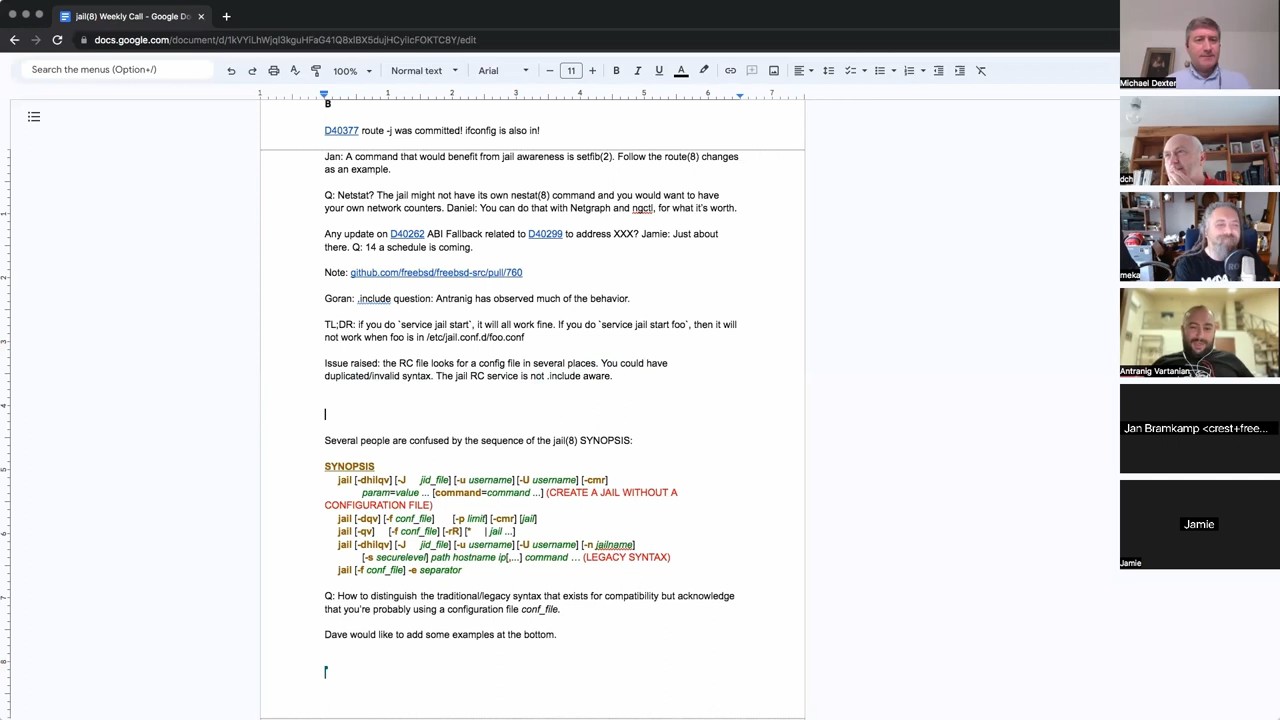 jail(8) Weekly Call - Google Do
docs.google.com/document/d/1kVYiLhWjql3kguHFaG41Q8xIBX5dujHCyilcFOKTC8Y/edit
Search the menus (Option+/)
100%
Normal text
Arial
11
1 1 2 3 4 5 6 7
B
D40377 route -j was committed! ifconfig is also in!
Jan: A command that would benefit from jail awareness is setfib(2). Follow the route(8) changes
as an example.
Q: Netstat? The jail might not have its own nestat(8) command and you would want to have
your own network counters. Daniel: You can do that with Netgraph and ngctl, for what it's worth.
Any update on D40262 ABI Fallback related to D40299 to address XXX? Jamie: Just about
there. Q: 14 a schedule is coming.
Note: github.com/freebsd/freebsd-src/pull/760
Goran: .include question: Antranig has observed much of the behavior.
TL;DR: if you do `service jail start`, it will all work fine. If you do `service jail start foo`, then it will
not work when foo is in /etc/jail.conf.d/foo.conf
Issue raised: the RC file looks for a config file in several places. You could have
duplicated/invalid syntax. The jail RC service is not .include aware.
Several people are confused by the sequence of the jail(8) SYNOPSIS:
SYNOPSIS
jail [-dhilqv] [-J jid_file] [-u username] [-U username] [-cmr]
param=value ... [command=command ...] (CREATE A JAIL WITHOUT A
CONFIGURATION FILE)
jail [-dqv] [-f conf_file] [-p limit] [-cmr] [jail]
jail [-qv] [-f conf_file] [-rR] [* | jail ...]
jail [-dhilqv] [-J jid_file] [-u username] [-U username] [-n jailname]
[-s securelevel] path hostname ip[,...] command … (LEGACY SYNTAX)
jail [-f conf_file] -e separator
Q: How to distinguish the traditional/legacy syntax that exists for compatibility but acknowledge
that you're probably using a configuration file conf_file.
Dave would like to add some examples at the bottom.
Michael Dexter
dch
meka
Antranig Vartanian
Jan Bramkamp <crest+free...
Jamie
Jamie